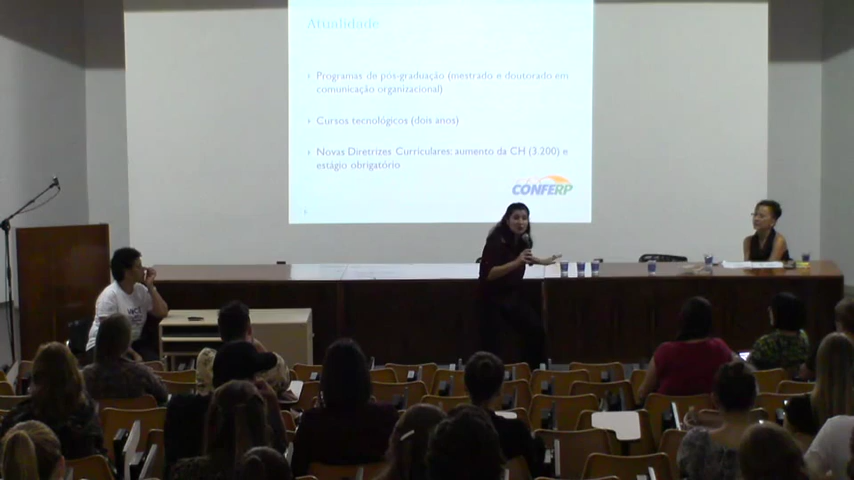 Atualidade
Programas de pós-graduação (mestrado e doutorado em
comunicação organizacional)
Cursos tecnológicos (dois anos)
Novas Diretrizes Curriculares: aumento da CH (3.200) e
estágio obrigatório
CONFERP